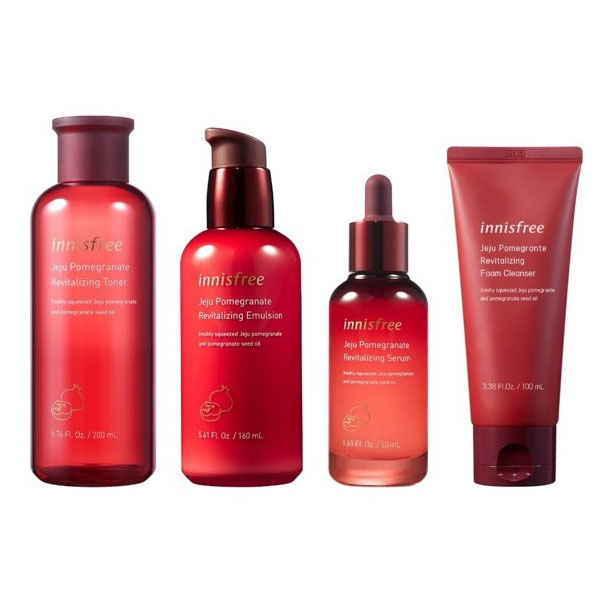 innisfree
Jeju Pomegranate
Revitalizing Toner
freshly squeezed Jeju pomegranate
and pomegranate seed oil
6.76 Fl. Oz. / 200 mL
innisfree
Jeju Pomegranate
Revitalizing Emulsion
freshly squeezed Jeju pomegranate
and pomegranate seed oil
5.41 Fl. Oz. / 160 mL
innisfree
Jeju Pomegranate
Revitalizing Serum
freshly squeezed Jeju pomegranate
and pomegranate seed oil
1.69 Fl. Oz. / 50 mL
innisfree
Jeju Pomegrante
Revitalizing
Foam Cleanser
freshly squeezed Jeju pomegrante
and pomegranate seed oil
3.38 Fl. Oz. / 100 mL